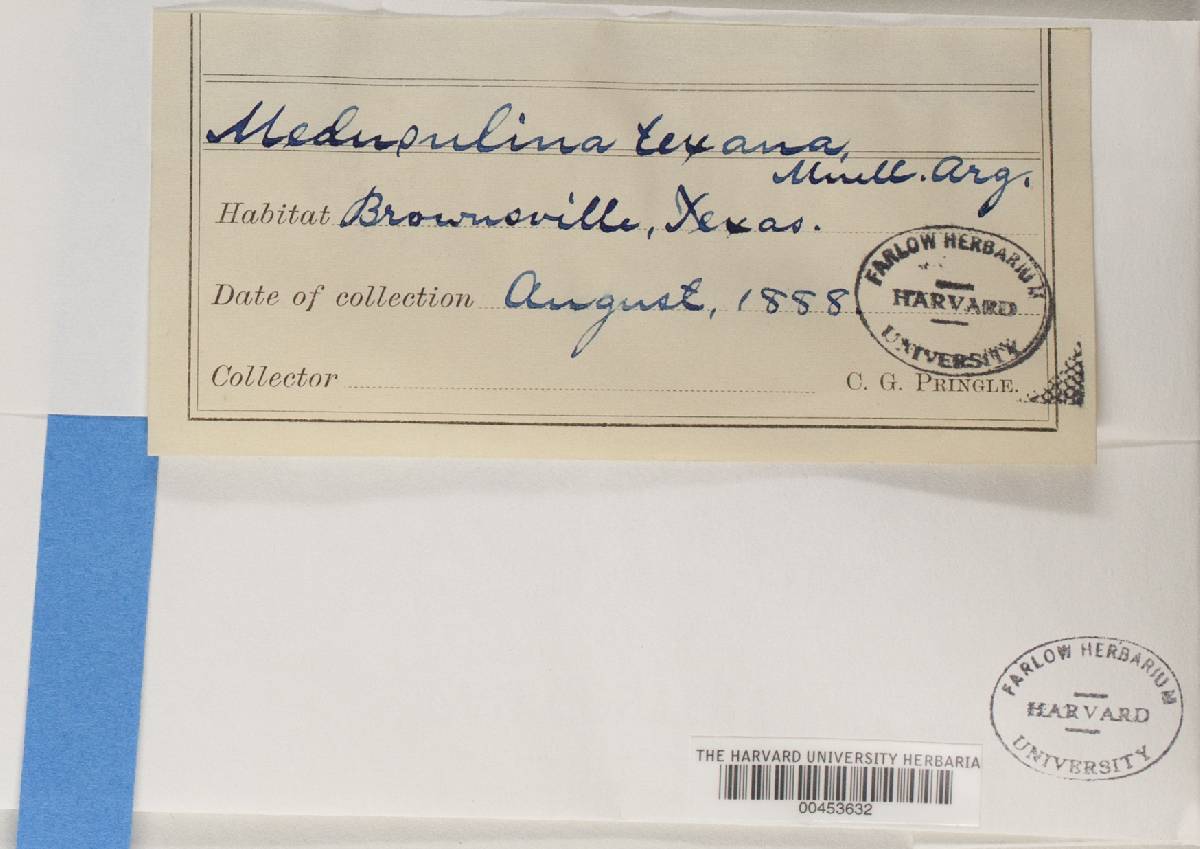 Medusulina texana,
Muell. Arg.
Habitat Brownsville, Texas.
Date of collection August, 1888.
Collector C. G. PRINGLE.
FARLOW HERBARIUM
HARVARD
UNIVERSITY
FARLOW HERBARIUM
HARVARD
UNIVERSITY
THE HARVARD UNIVERSITY HERBARIA
00453632